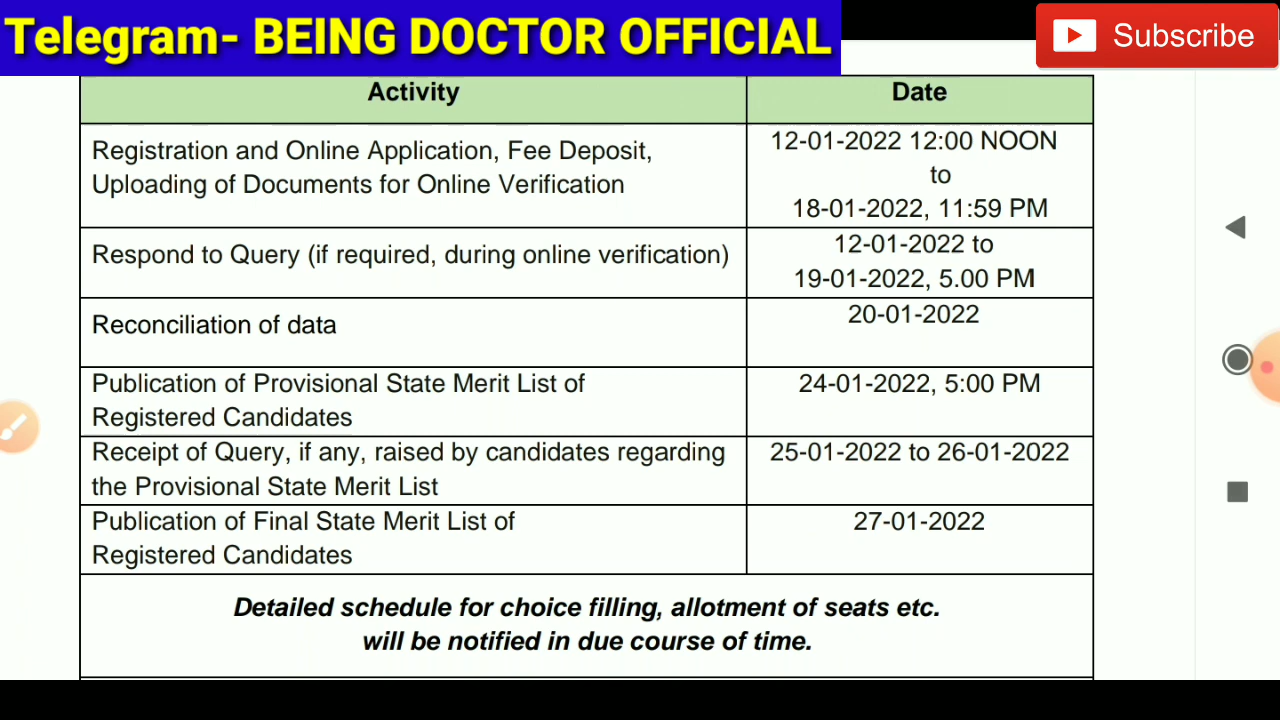 Telegram- BEING DOCTOR OFFICIAL
Subscribe
Activity
Date
Registration and Online Application, Fee Deposit,
Uploading of Documents for Online Verification
12-01-2022 12:00 NOON
to
18-01-2022, 11:59 PM
Respond to Query (if required, during online verification)
12-01-2022 to
19-01-2022, 5.00 PM
Reconciliation of data
20-01-2022
Publication of Provisional State Merit List of
Registered Candidates
24-01-2022, 5:00 PM
Receipt of Query, if any, raised by candidates regarding
the Provisional State Merit List
25-01-2022 to 26-01-2022
Publication of Final State Merit List of
Registered Candidates
27-01-2022
Detailed schedule for choice filling, allotment of seats etc.
will be notified in due course of time.